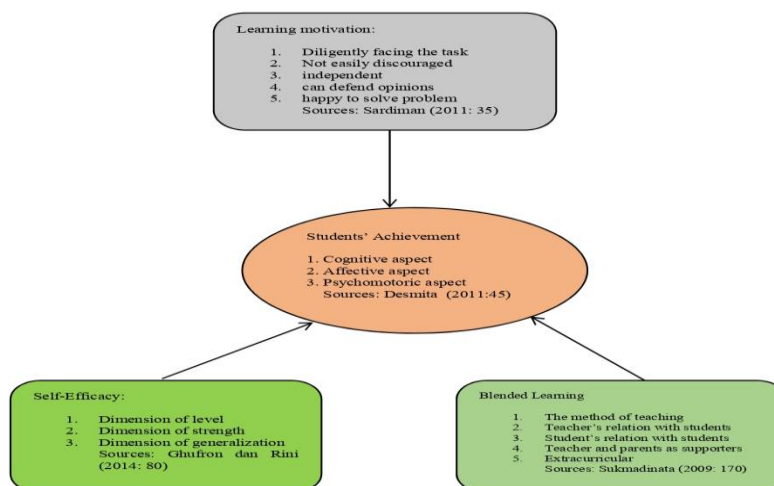 Learning motivation:
1. Diligently facing the task
2. Not easily discouraged
3. independent
4. can defend opinions
5. happy to solve problem
Sources: Sardiman (2011: 35)
Students’ Achievement
1. Cognitive aspect
2. Affective aspect
3. Psychomotoric aspect
Sources: Desmita (2011:45)
Self-Efficacy:
1. Dimension of level
2. Dimension of strength
3. Dimension of generalization
Sources: Ghufron dan Rini
(2014: 80)
Blended Learning
1. The method of teaching
2. Teacher’s relation with students
3. Student’s relation with students
4. Teacher and parents as supporters
5. Extracurricular
Sources: Sukmadinata (2009: 170)